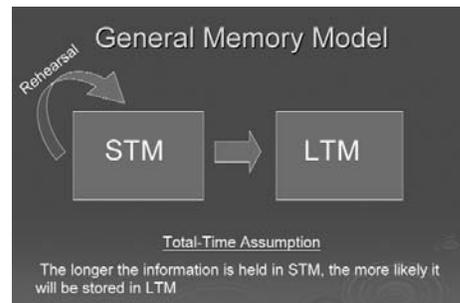 General Memory Model
Rehearsal
STM
LTM
Total-Time Assumption
The longer the information is held in STM, the more likely it
will be stored in LTM